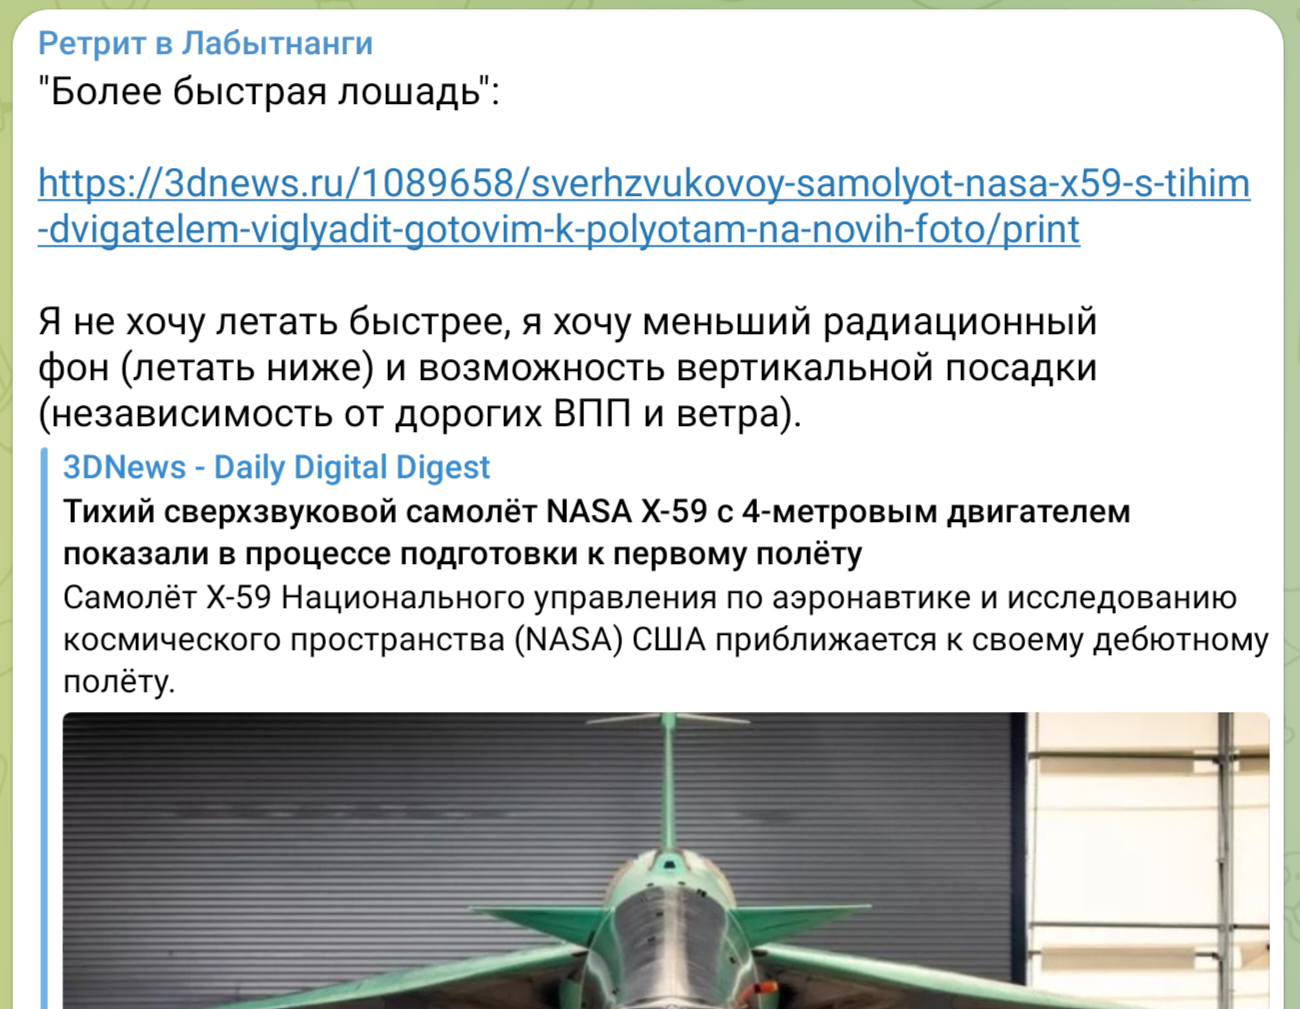 Ретрит в Лабытнанги
"Более быстрая лошадь":
https://3dnews.ru/1089658/sverhzvukovoy-samolyot-nasa-x59-s-tihim
-dvigatelem-viglyadit-gotovim-k-polyotam-na-novih-foto/print
Я не хочу летать быстрее, я хочу меньший радиационный
фон (летать ниже) и возможность вертикальной посадки
(независимость от дорогих ВПП и ветра).
3DNews - Daily Digital Digest
Тихий сверхзвуковой самолёт NASA X-59 с 4-метровым двигателем
показали в процессе подготовки к первому полёту
Самолёт X-59 Национального управления по аэронавтике и исследованию
космического пространства (NASA) США приближается к своему дебютному
полёту.